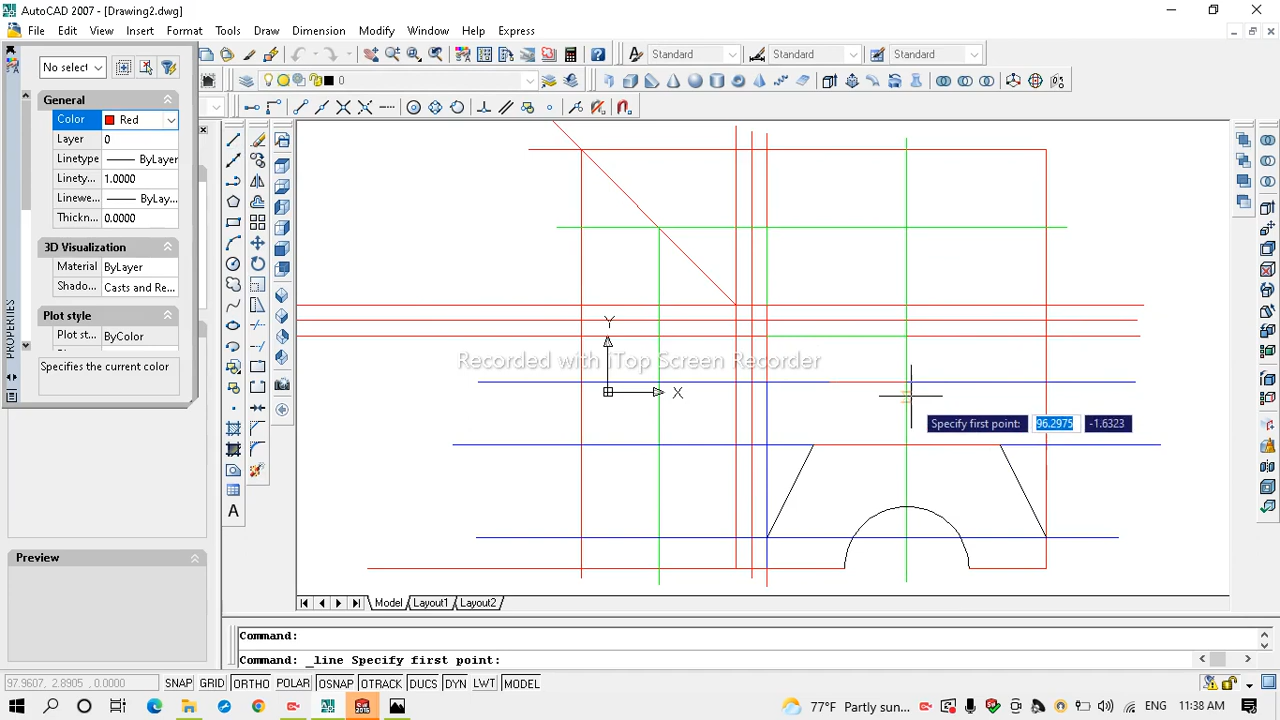 AutoCAD 2007 - [Drawing2.dwg]
File Edit View Insert Format Tools Draw Dimension Modify Window Help Express
Standard Standard Standard
No select
0
General
Color Red
Layer 0
Linetype ByLayer
Linety... 1.0000
Linewe... ByLay...
Thickn... 0.0000
3D Visualization
Material ByLayer
Shado... Casts and Re...
Plot style
Plot st... ByColor
Color
Specifies the current color
PROPERTIES
Y
X
Recorded with iTop Screen Recorder
Specify first point: 96.2975 -1.6323
Preview
Model Layout1 Layout2
Command:
Command: _line Specify first point:
97.9607, 2.8905 , 0.0000 SNAP GRID ORTHO POLAR OSNAP OTRACK DUCS DYN LWT MODEL
77°F Partly sun... ENG 11:38 AM